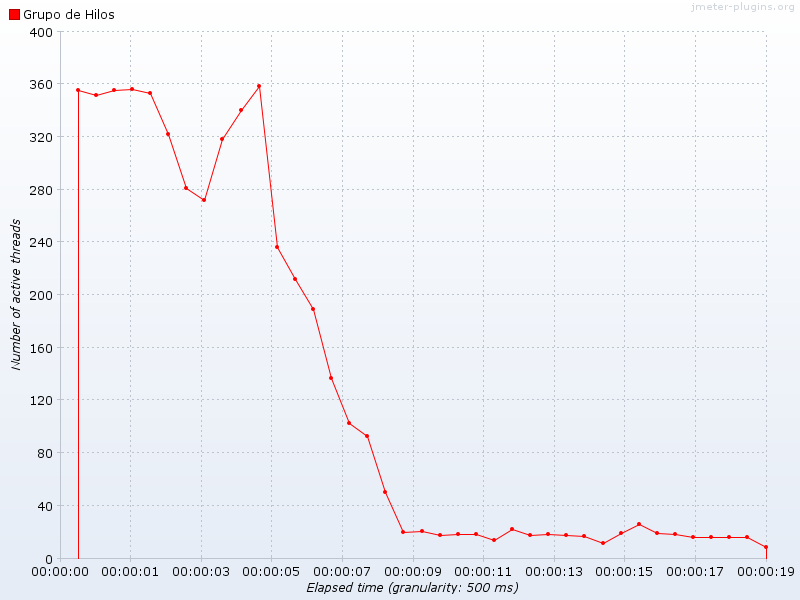 jmeter-plugins.org
Grupo de Hilos
400
360
320
280
240
200
160
120
80
40
0
Number of active threads
00:00:00 00:00:01 00:00:03 00:00:05 00:00:07 00:00:09 00:00:11 00:00:13 00:00:15 00:00:17 00:00:19
Elapsed time (granularity: 500 ms)